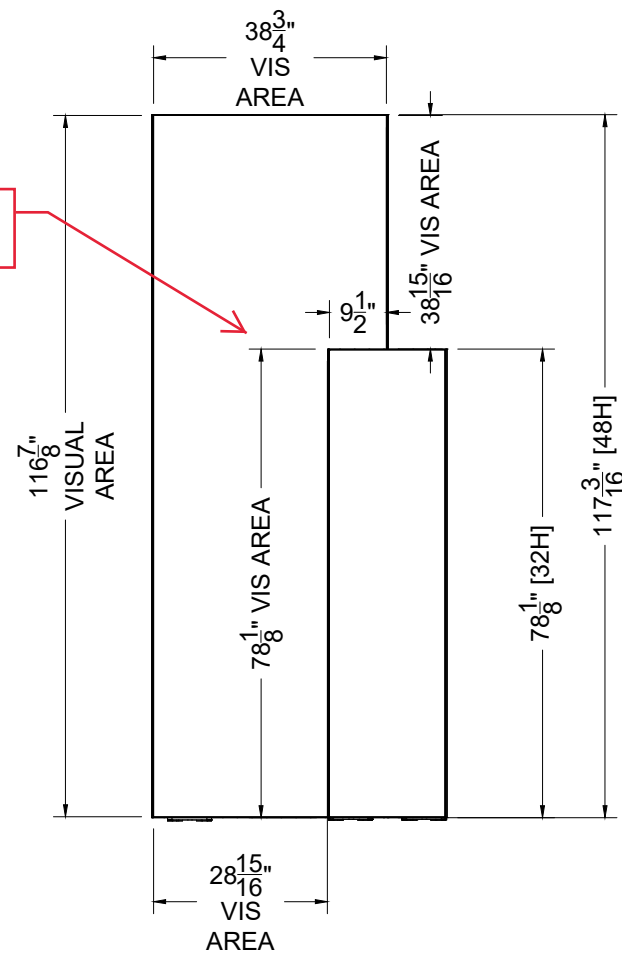 38 3/4"
VIS
AREA
38 15/16" VIS AREA
9 1/2"
116 7/8"
VISUAL
AREA
78 1/8" VIS AREA
78 1/8" [32H]
117 3/16" [48H]
28 15/16"
VIS
AREA